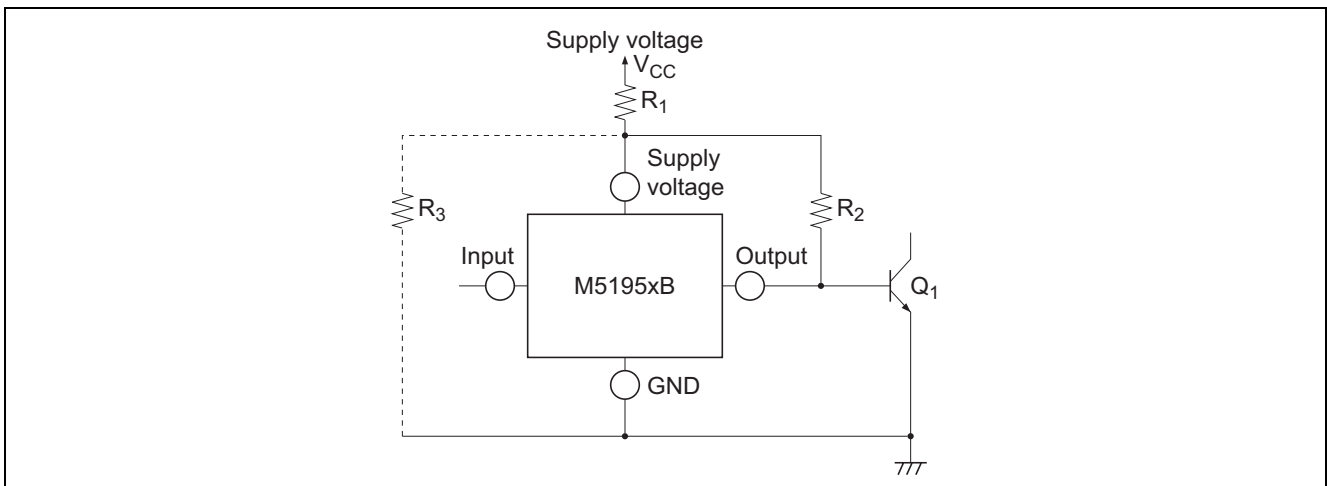 Supply voltage
VCC
R1
Supply
voltage
R3
R2
Input
Output
M5195xB
Q1
GND